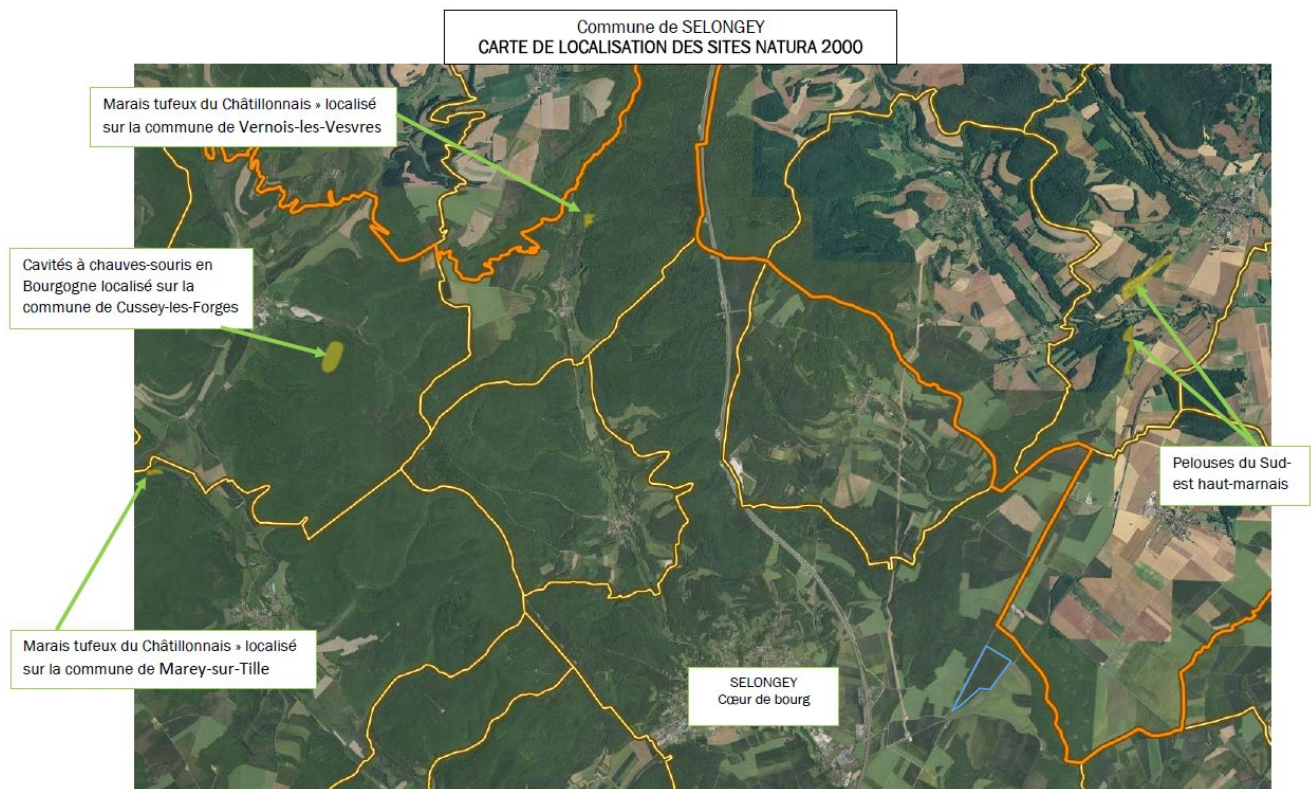 Commune de SELONGEY
CARTE DE LOCALISATION DES SITES NATURA 2000
Marais tufeux du Châtillonnais » localisé
sur la commune de Vernois-les-Vesvres
Cavités à chauves-souris en
Bourgogne localisé sur la
commune de Cussey-les-Forges
Pelouses du Sud-
est haut-marnais
Marais tufeux du Châtillonnais » localisé
sur la commune de Marey-sur-Tille
SELONGEY
Cœur de bourg